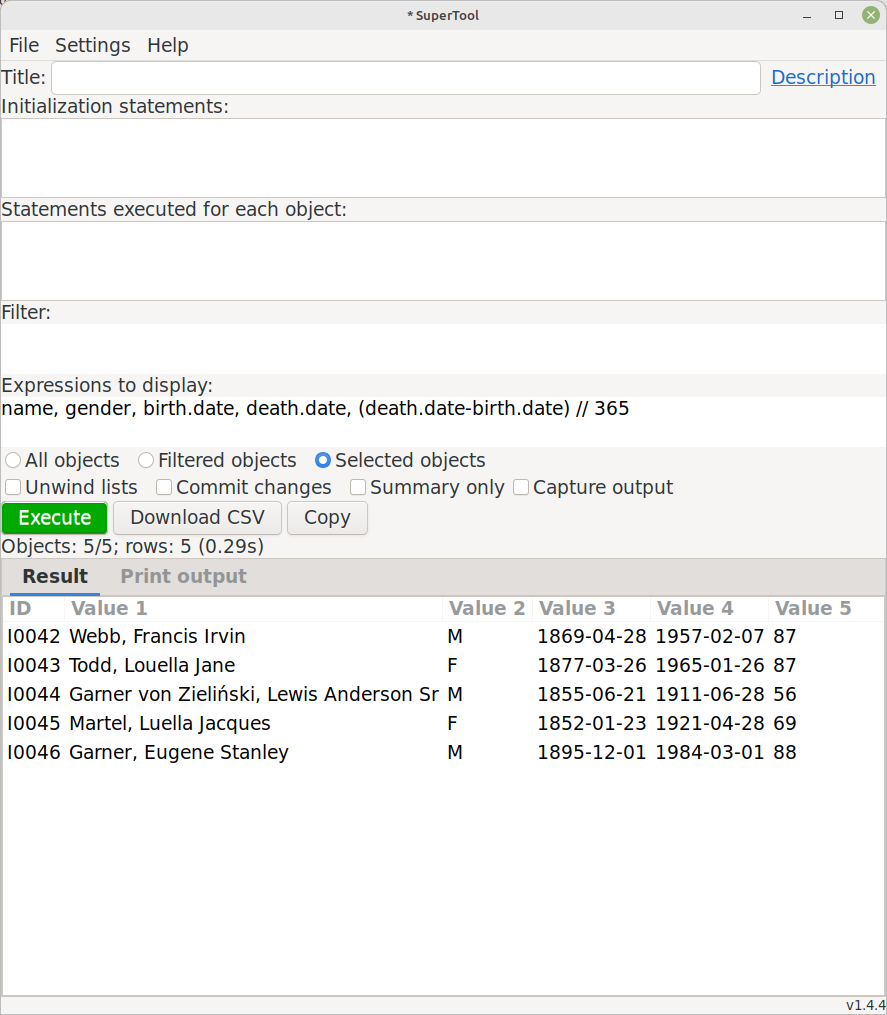 * SuperTool
File Settings Help
Title: Description
Initialization statements:
Statements executed for each object:
Filter:
Expressions to display:
name, gender, birth.date, death.date, (death.date-birth.date) // 365
All objects Filtered objects Selected objects
Unwind lists Commit changes Summary only Capture output
Execute Download CSV Copy
Objects: 5/5; rows: 5 (0.29s)
Result Print output
ID Value 1 Value 2 Value 3 Value 4 Value 5
I0042 Webb, Francis Irvin M 1869-04-28 1957-02-07 87
I0043 Todd, Louella Jane F 1877-03-26 1965-01-26 87
I0044 Garner von Zieliński, Lewis Anderson Sr M 1855-06-21 1911-06-28 56
I0045 Martel, Luella Jacques F 1852-01-23 1921-04-28 69
I0046 Garner, Eugene Stanley M 1895-12-01 1984-03-01 88
v1.4.4